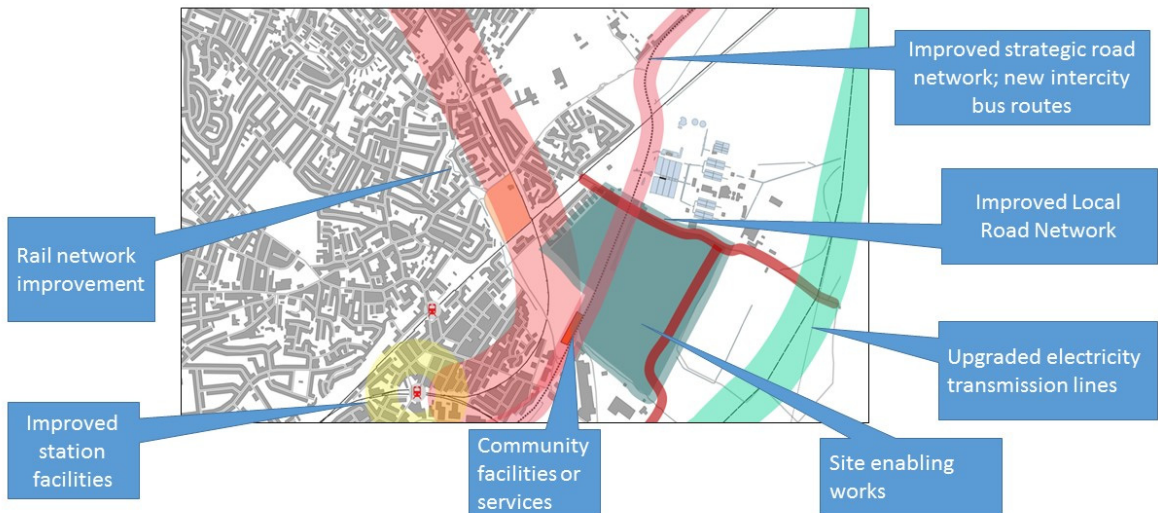 Improved strategic road
network; new intercity
bus routes
Improved Local
Road Network
Rail network
improvement
Upgraded electricity
transmission lines
Improved
station
facilities
Community
facilities or
services
Site enabling
works